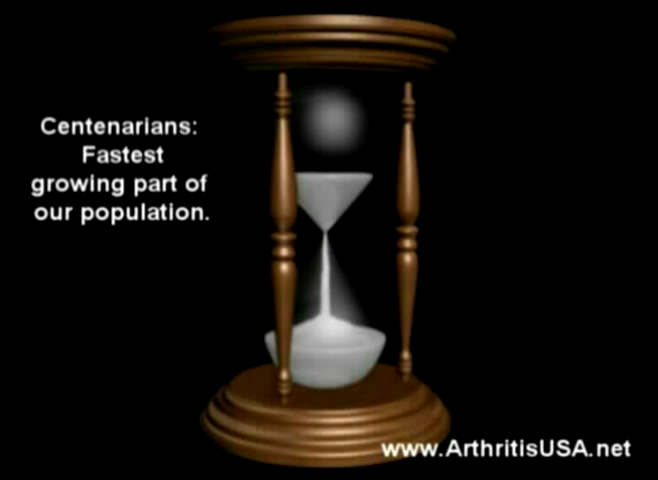 Centenarians:
Fastest
growing part of
our population.
www.ArthritisUSA.net